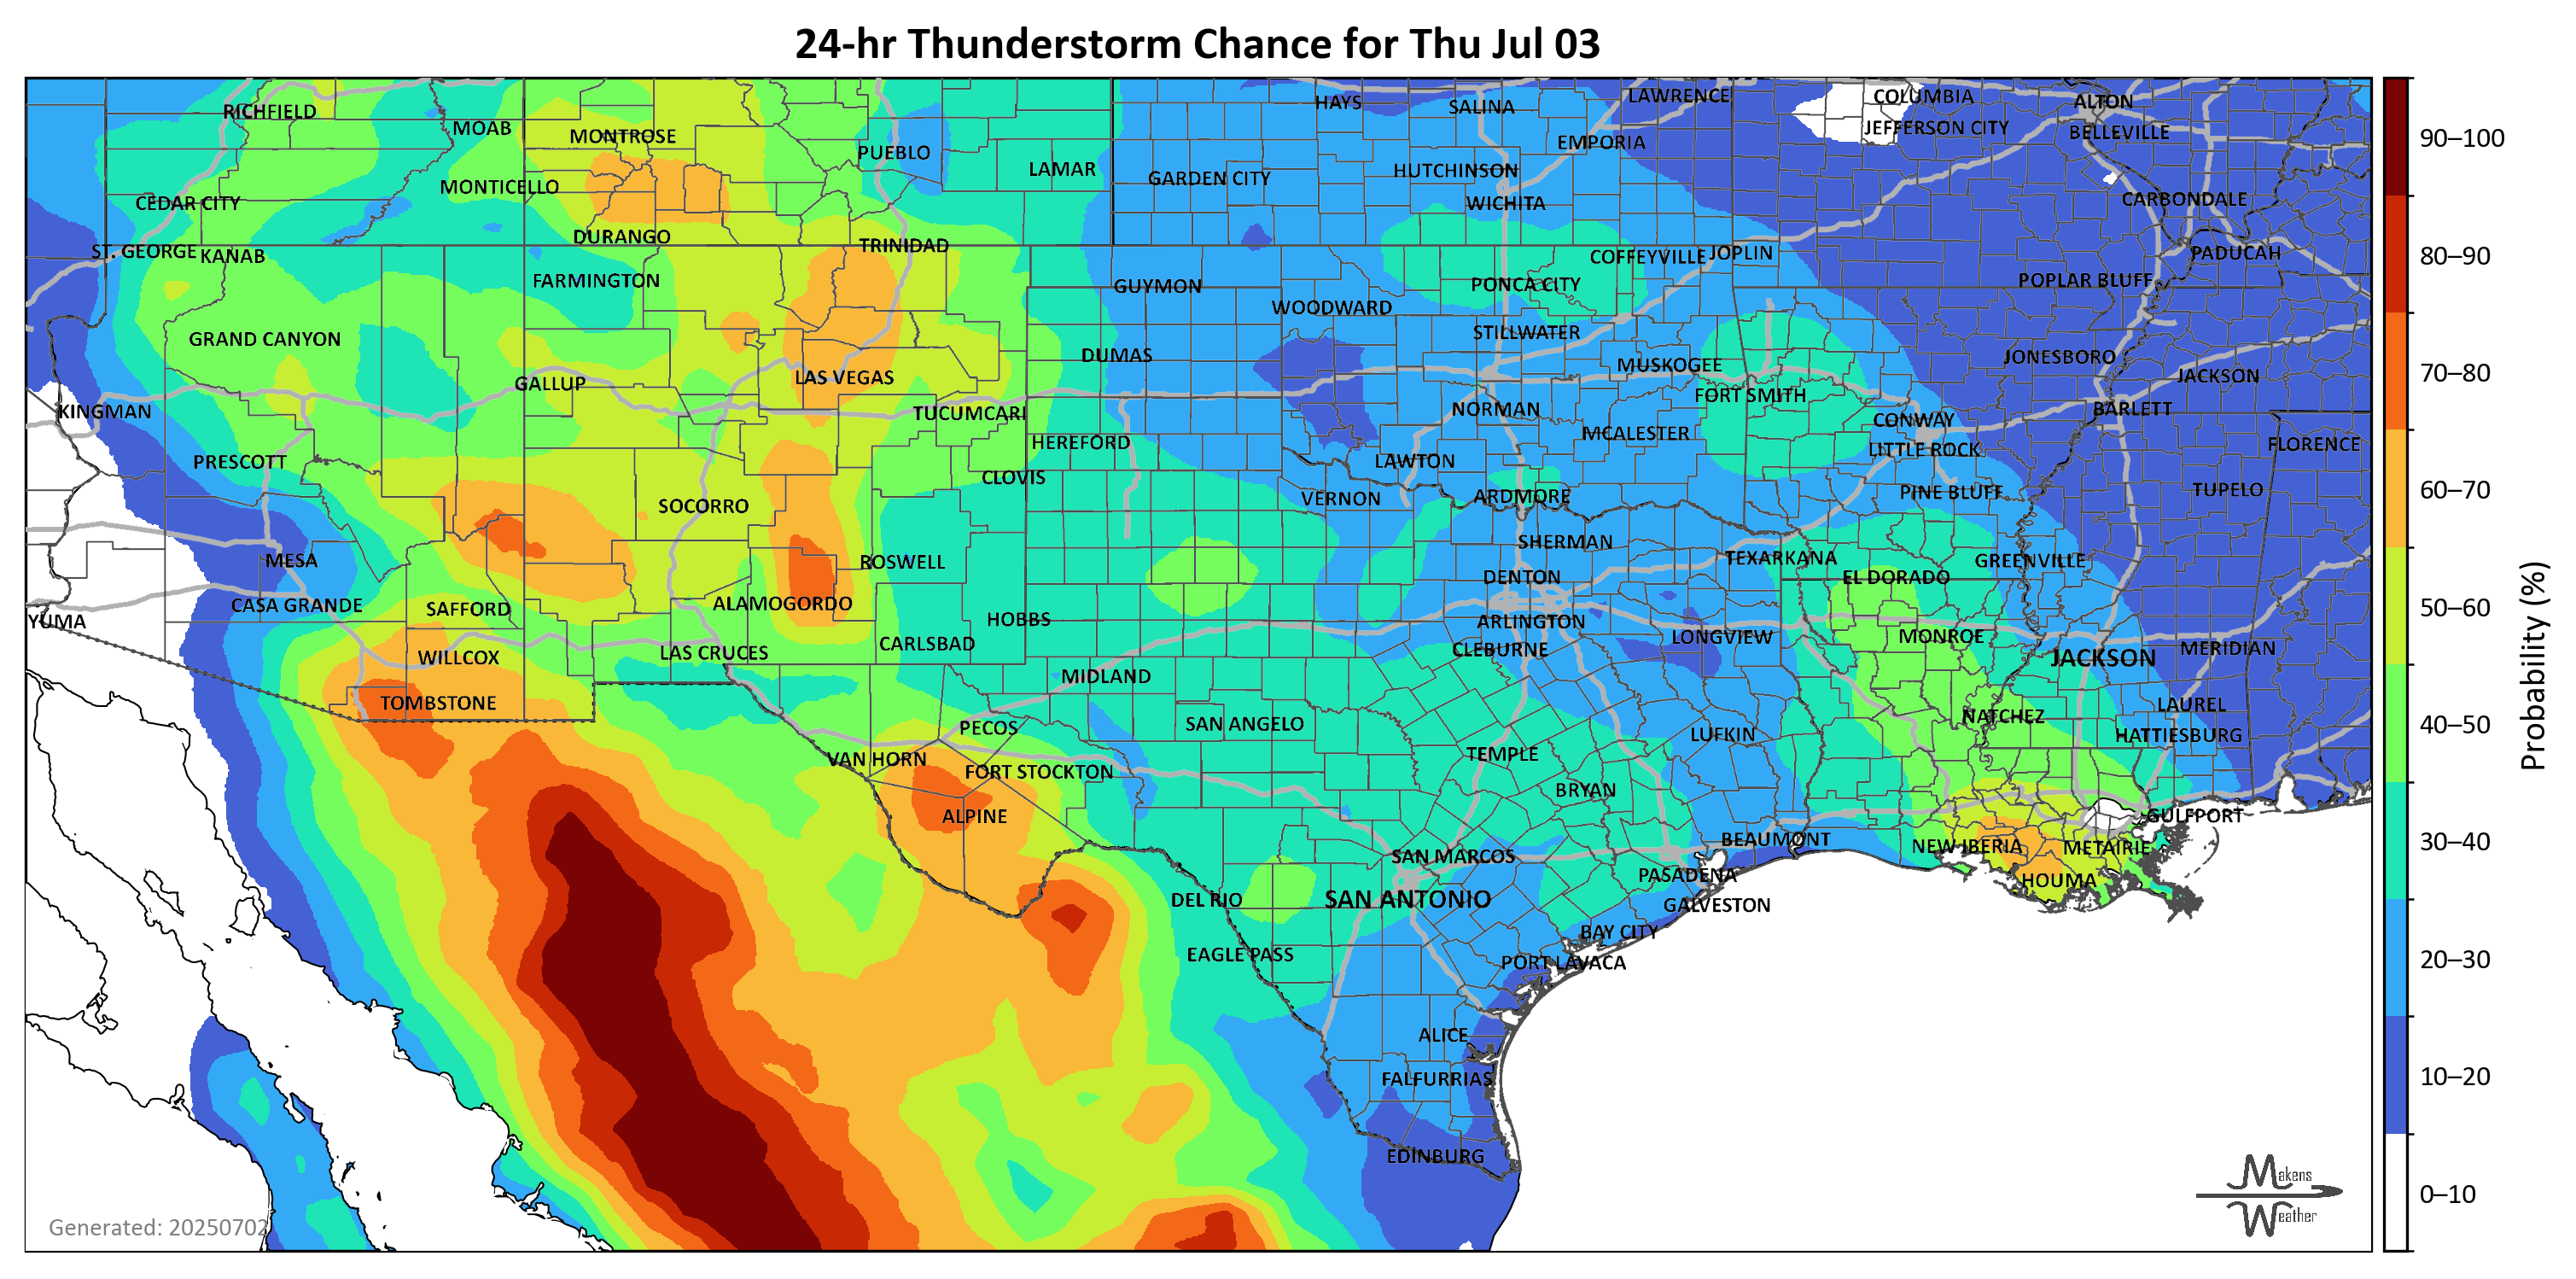 24-hr Thunderstorm Chance for Thu Jul 03
RICHFIELD
MOAB
MONTROSE
PUEBLO
LAMAR
HAYS
SALINA
LAWRENCE
COLUMBIA
ALTON
JEFFERSON CITY
BELLEVILLE
EMPORIA
GARDEN CITY
HUTCHINSON
WICHITA
CEDAR CITY
MONTICELLO
CARBONDALE
DURANGO
TRINIDAD
ST. GEORGE
KANAB
FARMINGTON
GUYMON
WOODWARD
PONCA CITY
COFFEYVILLE
JOPLIN
POPLAR BLUFF
PADUCAH
GRAND CANYON
STILLWATER
DUMAS
MUSKOGEE
JONESBORO
JACKSON
GALLUP
LAS VEGAS
FORT SMITH
KINGMAN
TUCUMCARI
NORMAN
CONWAY
BARLETT
HEREFORD
MCALESTER
LITTLE ROCK
FLORENCE
PRESCOTT
CLOVIS
LAWTON
SOCORRO
VERNON
ARDMORE
PINE BLUFF
TUPELO
MESA
ROSWELL
SHERMAN
TEXARKANA
GREENVILLE
DENTON
EL DORADO
CASA GRANDE
SAFFORD
ALAMOGORDO
YUMA
HOBBS
ARLINGTON
LONGVIEW
MONROE
WILLCOX
LAS CRUCES
CARLSBAD
CLEBURNE
JACKSON
MERIDIAN
MIDLAND
TOMBSTONE
PECOS
SAN ANGELO
LUFKIN
NATCHEZ
LAUREL
HATTIESBURG
VAN HORN
FORT STOCKTON
TEMPLE
BRYAN
ALPINE
GULFPORT
BEAUMONT
NEW IBERIA
METAIRIE
SAN MARCOS
PASADENA
HOUMA
DEL RIO
SAN ANTONIO
GALVESTON
BAY CITY
EAGLE PASS
PORT LAVACA
ALICE
FALFURRIAS
EDINBURG
Generated: 20250702
Makens
Weather
90–100
80–90
70–80
60–70
50–60
40–50
30–40
20–30
10–20
0–10
Probability (%)